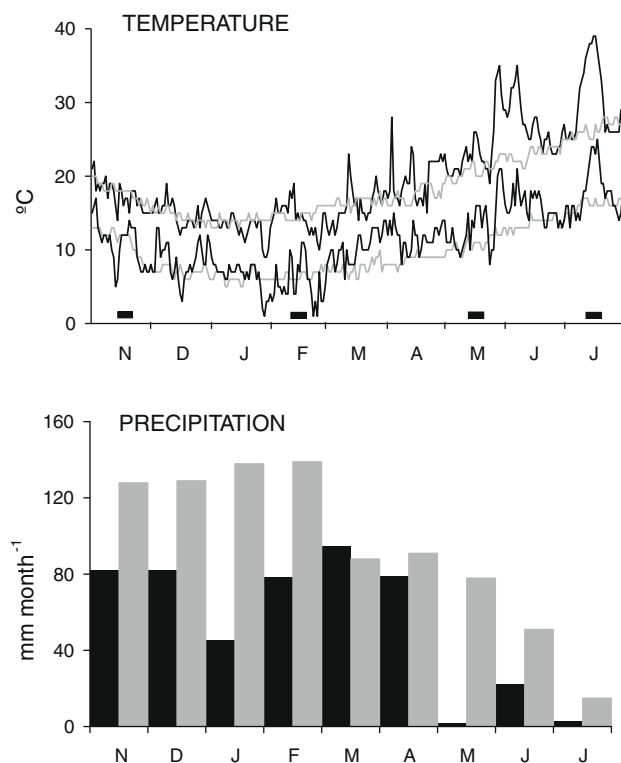 TEMPERATURE
40
30
20
10
0
ºC
N D J F M A M J J
PRECIPITATION
160
120
80
40
0
mm month-1
N D J F M A M J J